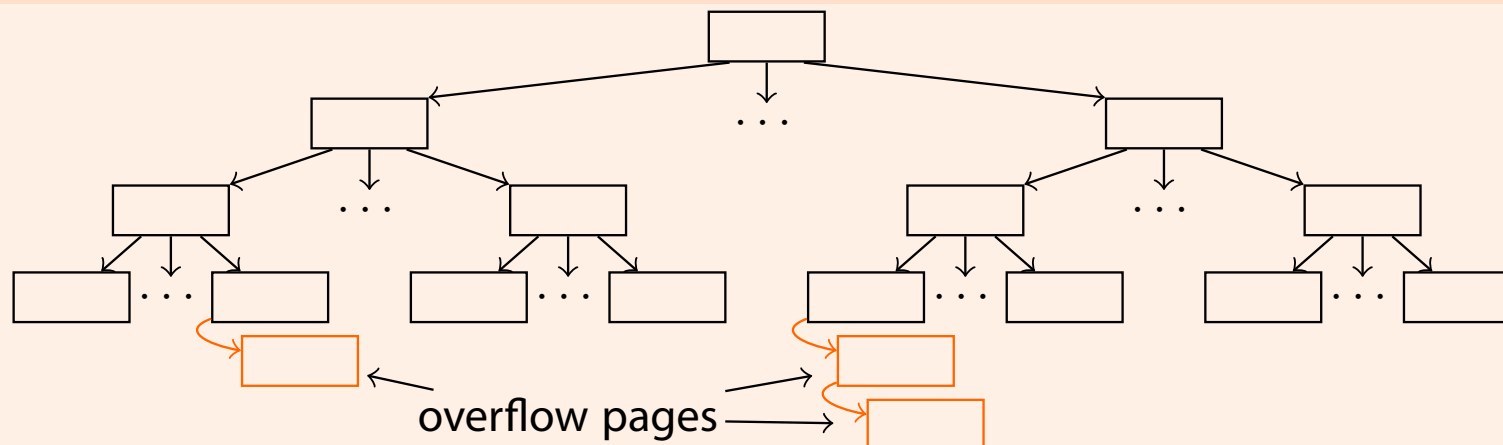 . . .
. . .
. . .
. . .
. . .
. . .
. . .
overflow pages